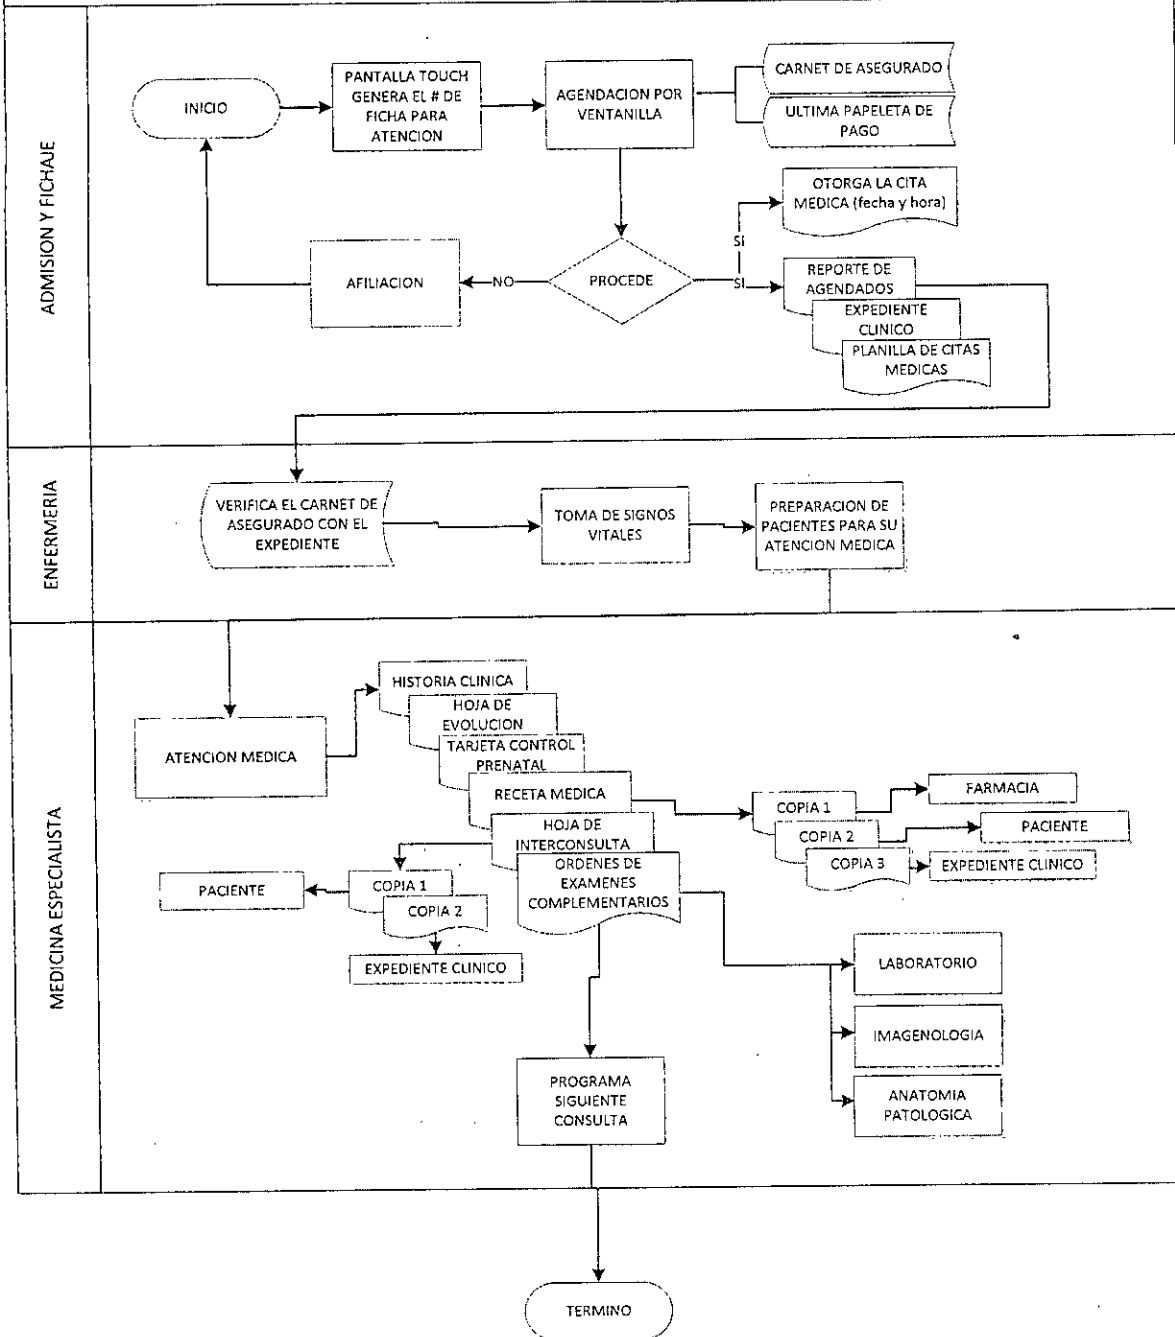 ADMISION Y FICHAJE
INICIO
PANTALLA TOUCH
GENERA EL # DE
FICHA PARA
ATENCION
AGENDACION POR
VENTANILLA
CARNET DE ASEGURADO
ULTIMA PAPELETA DE
PAGO
OTORGA LA CITA
MEDICA (fecha y hora)
SI
AFILIACION
NO
PROCEDE
SI
REPORTE DE
AGENDADOS
EXPEDIENTE
CLINICO
PLANILLA DE CITAS
MEDICAS
ENFERMERIA
VERIFICA EL CARNET DE
ASEGURADO CON EL
EXPEDIENTE
TOMA DE SIGNOS
VITALES
PREPARACION DE
PACIENTES PARA SU
ATENCION MEDICA
MEDICINA ESPECIALISTA
ATENCION MEDICA
HISTORIA CLINICA
HOJA DE
EVOLUCION
TARJETA CONTROL
PRENATAL
RECETA MEDICA
HOJA DE
INTERCONSULTA
ORDENES DE
EXAMENES
COMPLEMENTARIOS
COPIA 1
COPIA 2
COPIA 3
FARMACIA
PACIENTE
EXPEDIENTE CLINICO
PACIENTE
COPIA 1
COPIA 2
EXPEDIENTE CLINICO
LABORATORIO
IMAGENOLOGIA
ANATOMIA
PATOLOGICA
PROGRAMA
SIGUIENTE
CONSULTA
TERMINO